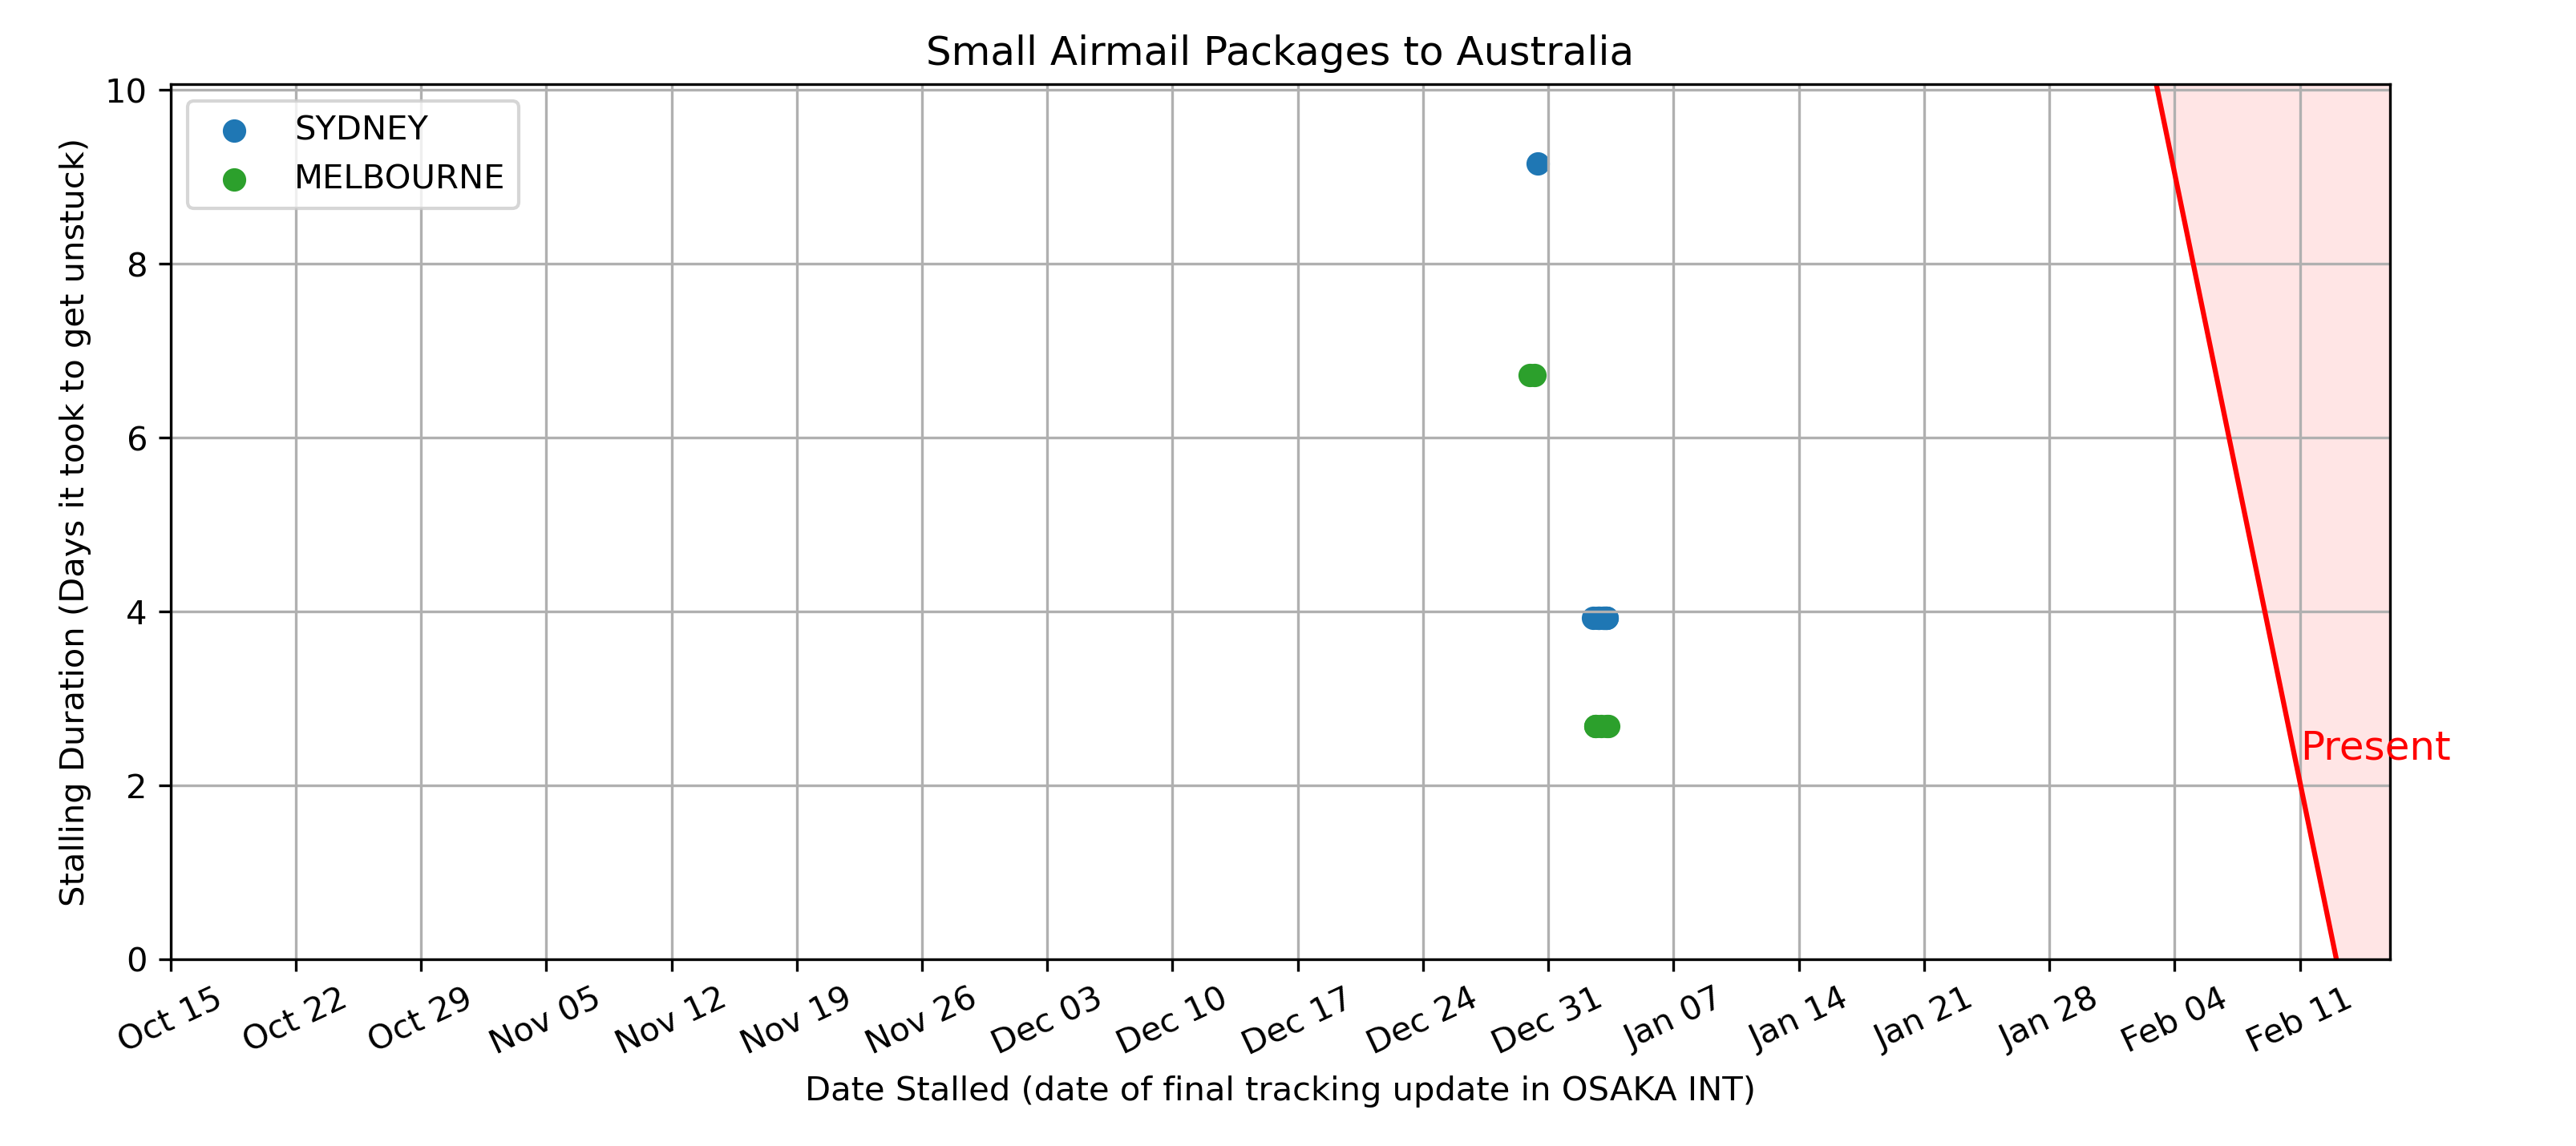 Small Airmail Packages to Australia
SYDNEY
MELBOURNE
Stalling Duration (Days it took to get unstuck)
10
8
6
4
2
0
Present
Oct 15
Oct 22
Oct 29
Nov 05
Nov 12
Nov 19
Nov 26
Dec 03
Dec 10
Dec 17
Dec 24
Dec 31
Jan 07
Jan 14
Jan 21
Jan 28
Feb 04
Feb 11
Date Stalled (date of final tracking update in OSAKA INT)